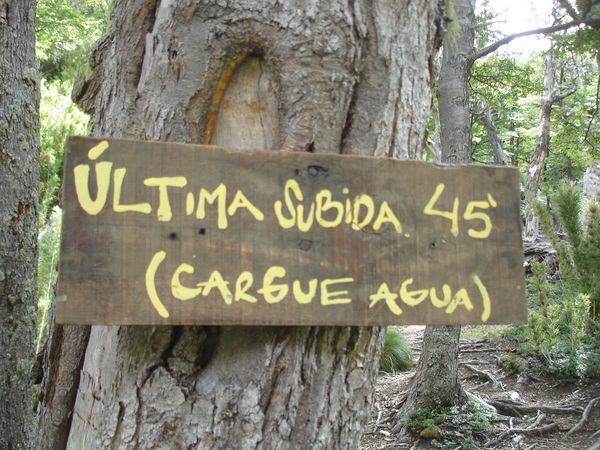 ÚLTIMA SUBIDA. 45'
(CARGUE AGUA)